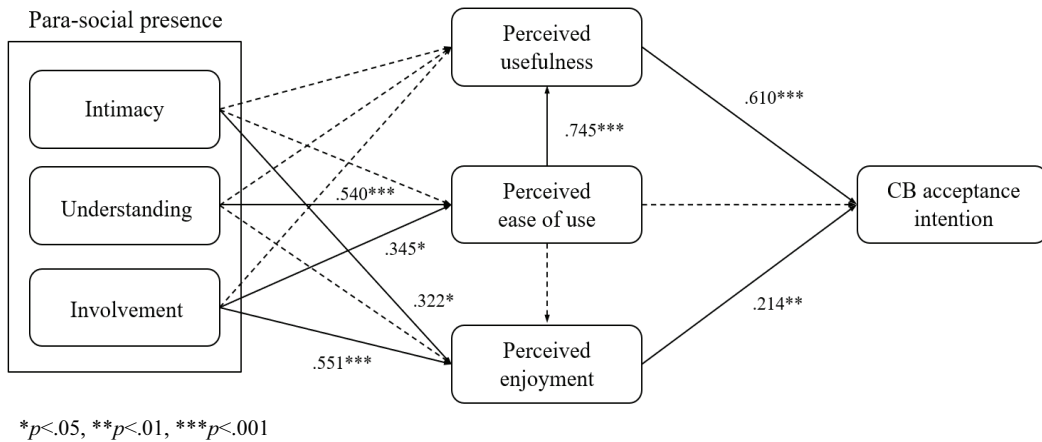 Para-social presence
Intimacy
Understanding
Involvement
Perceived
usefulness
Perceived
ease of use
Perceived
enjoyment
CB acceptance
intention
.540***
.345*
.322*
.551***
.745***
.610***
.214**
*p<.05, **p<.01, ***p<.001